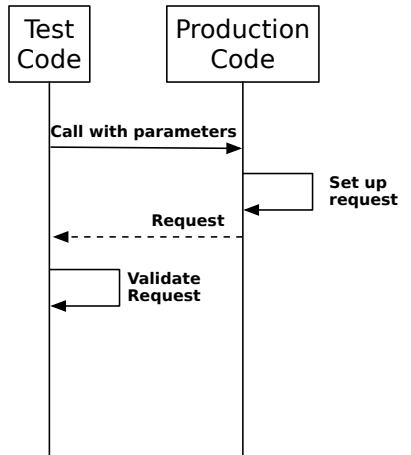 Test
Code
Production
Code
Call with parameters
Set up
request
Request
Validate
Request